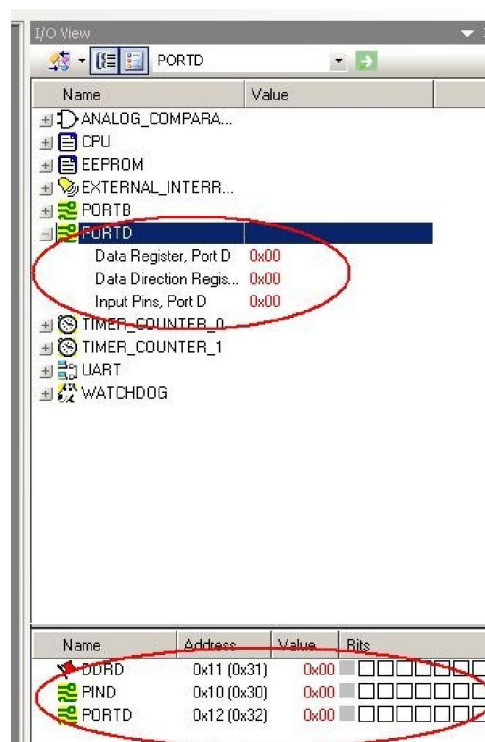 I/O View
PORTD
Name Value
ANALOG_COMPARA...
CPU
EEPROM
EXTERNAL_INTERR...
PORTB
PORTD
Data Register, Port D 0x00
Data Direction Regis... 0x00
Input Pins, Port D 0x00
TIMER_COUNTER_0
TIMER_COUNTER_1
UART
WATCHDOG
Name Address Value Bits
DDRD 0x11 (0x31) 0x00
PIND 0x10 (0x30) 0x00
PORTD 0x12 (0x32) 0x00